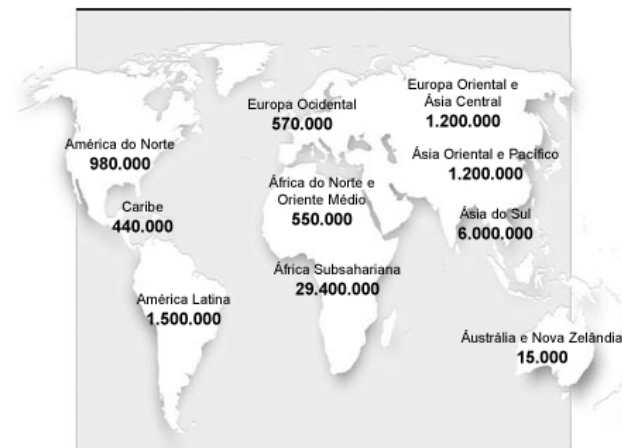 Europa Oriental e
Ásia Central
1.200.000
Europa Ocidental
570.000
América do Norte
980.000
Ásia Oriental e Pacífico
1.200.000
África do Norte e
Oriente Médio
550.000
Caribe
440.000
Ásia do Sul
6.000.000
África Subsahariana
29.400.000
América Latina
1.500.000
Áustrália e Nova Zelândia
15.000